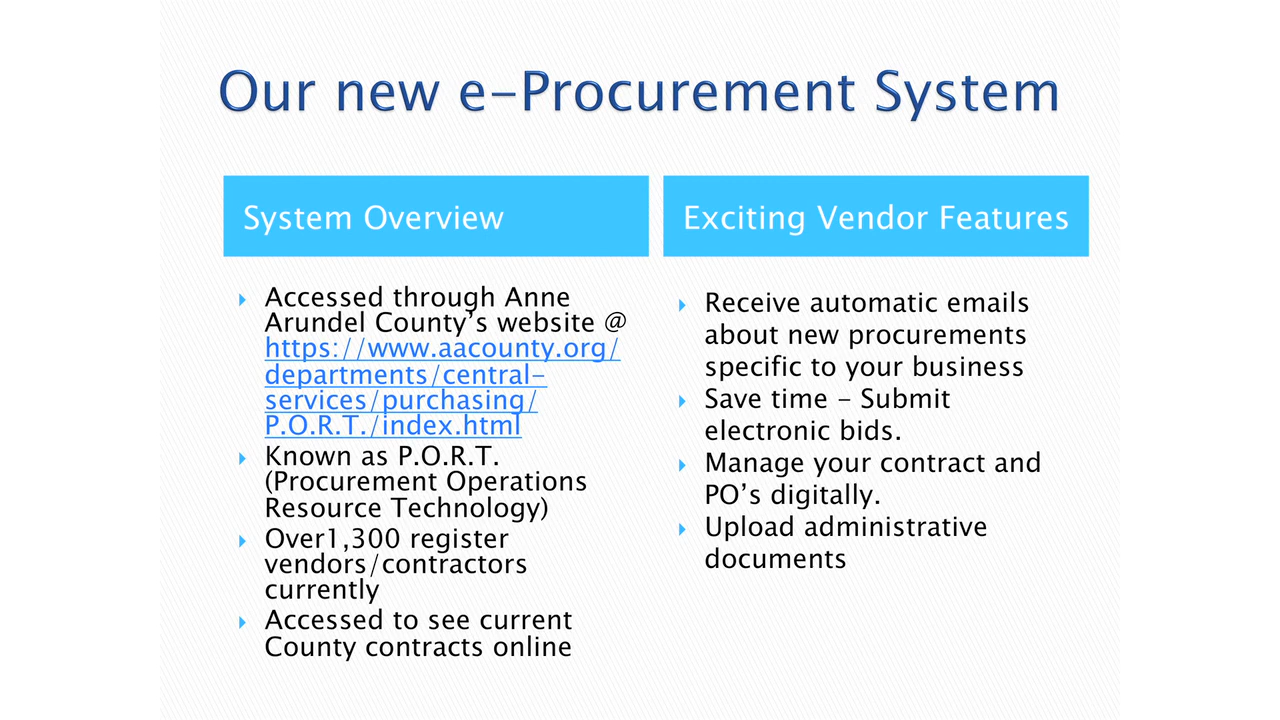 Our new e-Procurement System
System Overview
Accessed through Anne
Arundel County’s website @
https://www.aacounty.org/
departments/central-
services/purchasing/
P.O.R.T./index.html
Known as P.O.R.T.
(Procurement Operations
Resource Technology)
Over1,300 register
vendors/contractors
currently
Accessed to see current
County contracts online
Exciting Vendor Features
Receive automatic emails
about new procurements
specific to your business
Save time – Submit
electronic bids.
Manage your contract and
PO’s digitally.
Upload administrative
documents